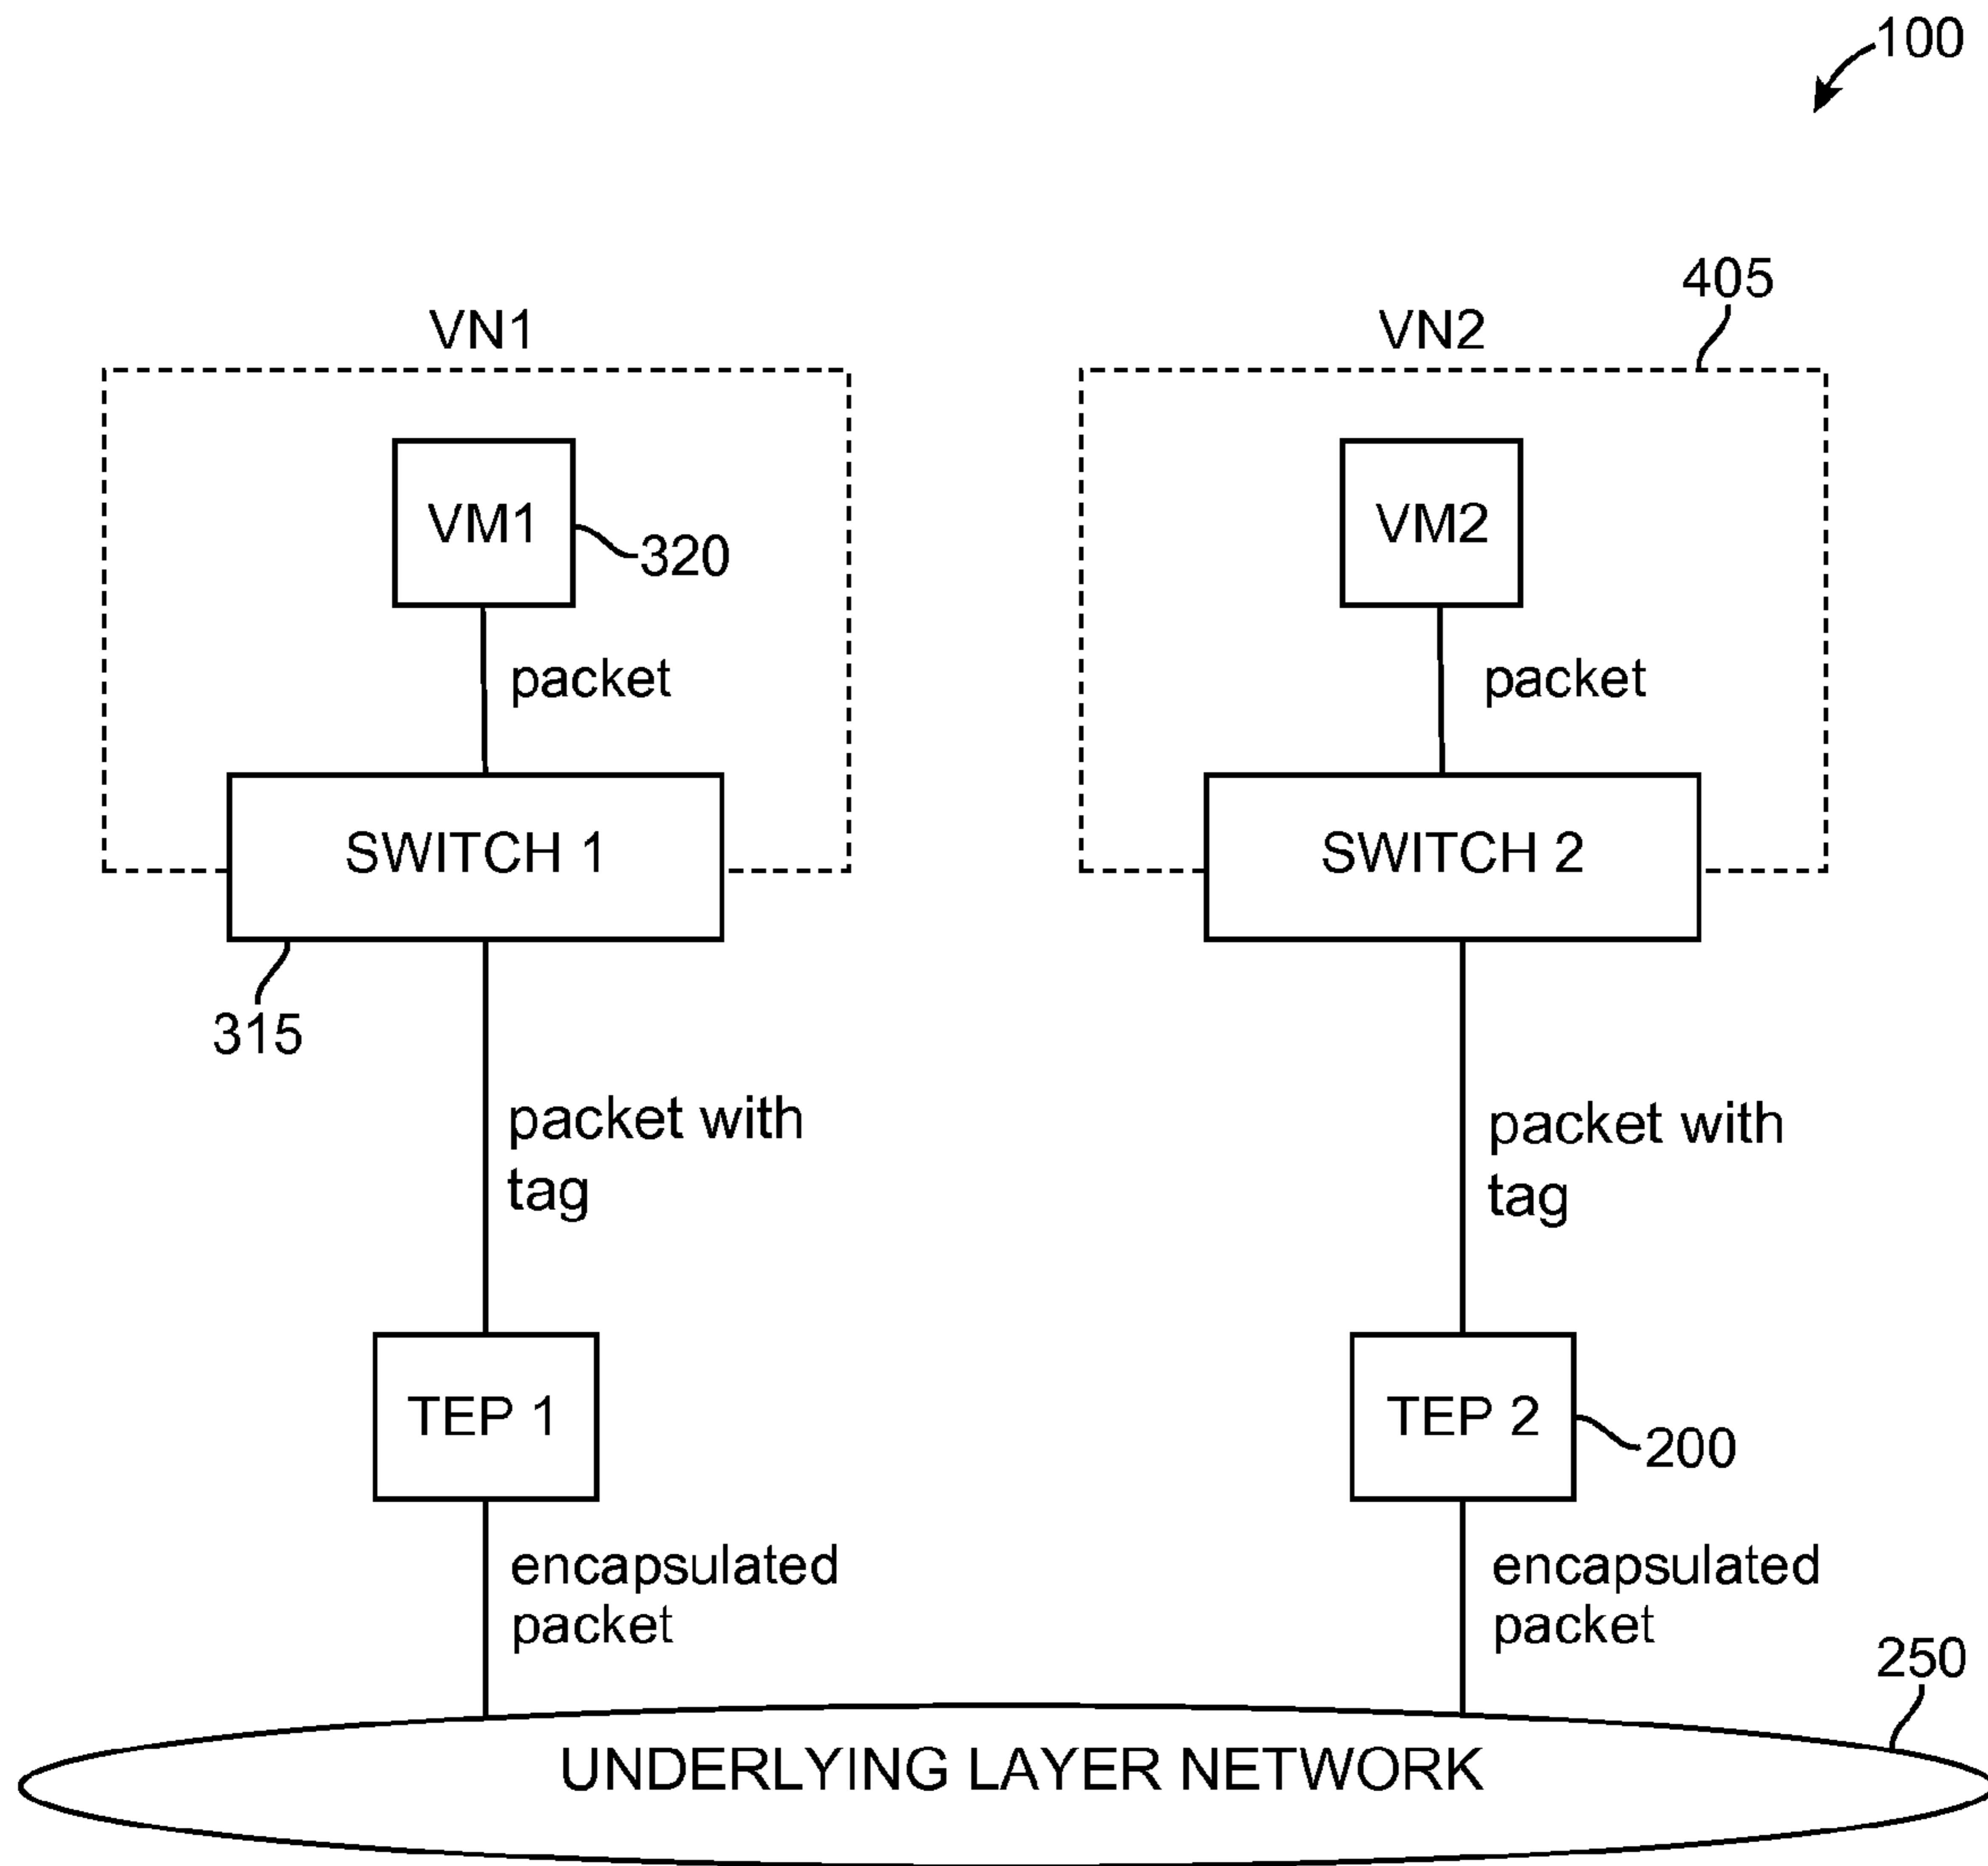 100
405
VN1
VN2
VM1
320
VM2
packet
packet
SWITCH 1
SWITCH 2
315
packet with
tag
packet with
tag
TEP 1
TEP 2
200
encapsulated
packet
encapsulated
packet
250
UNDERLYING LAYER NETWORK